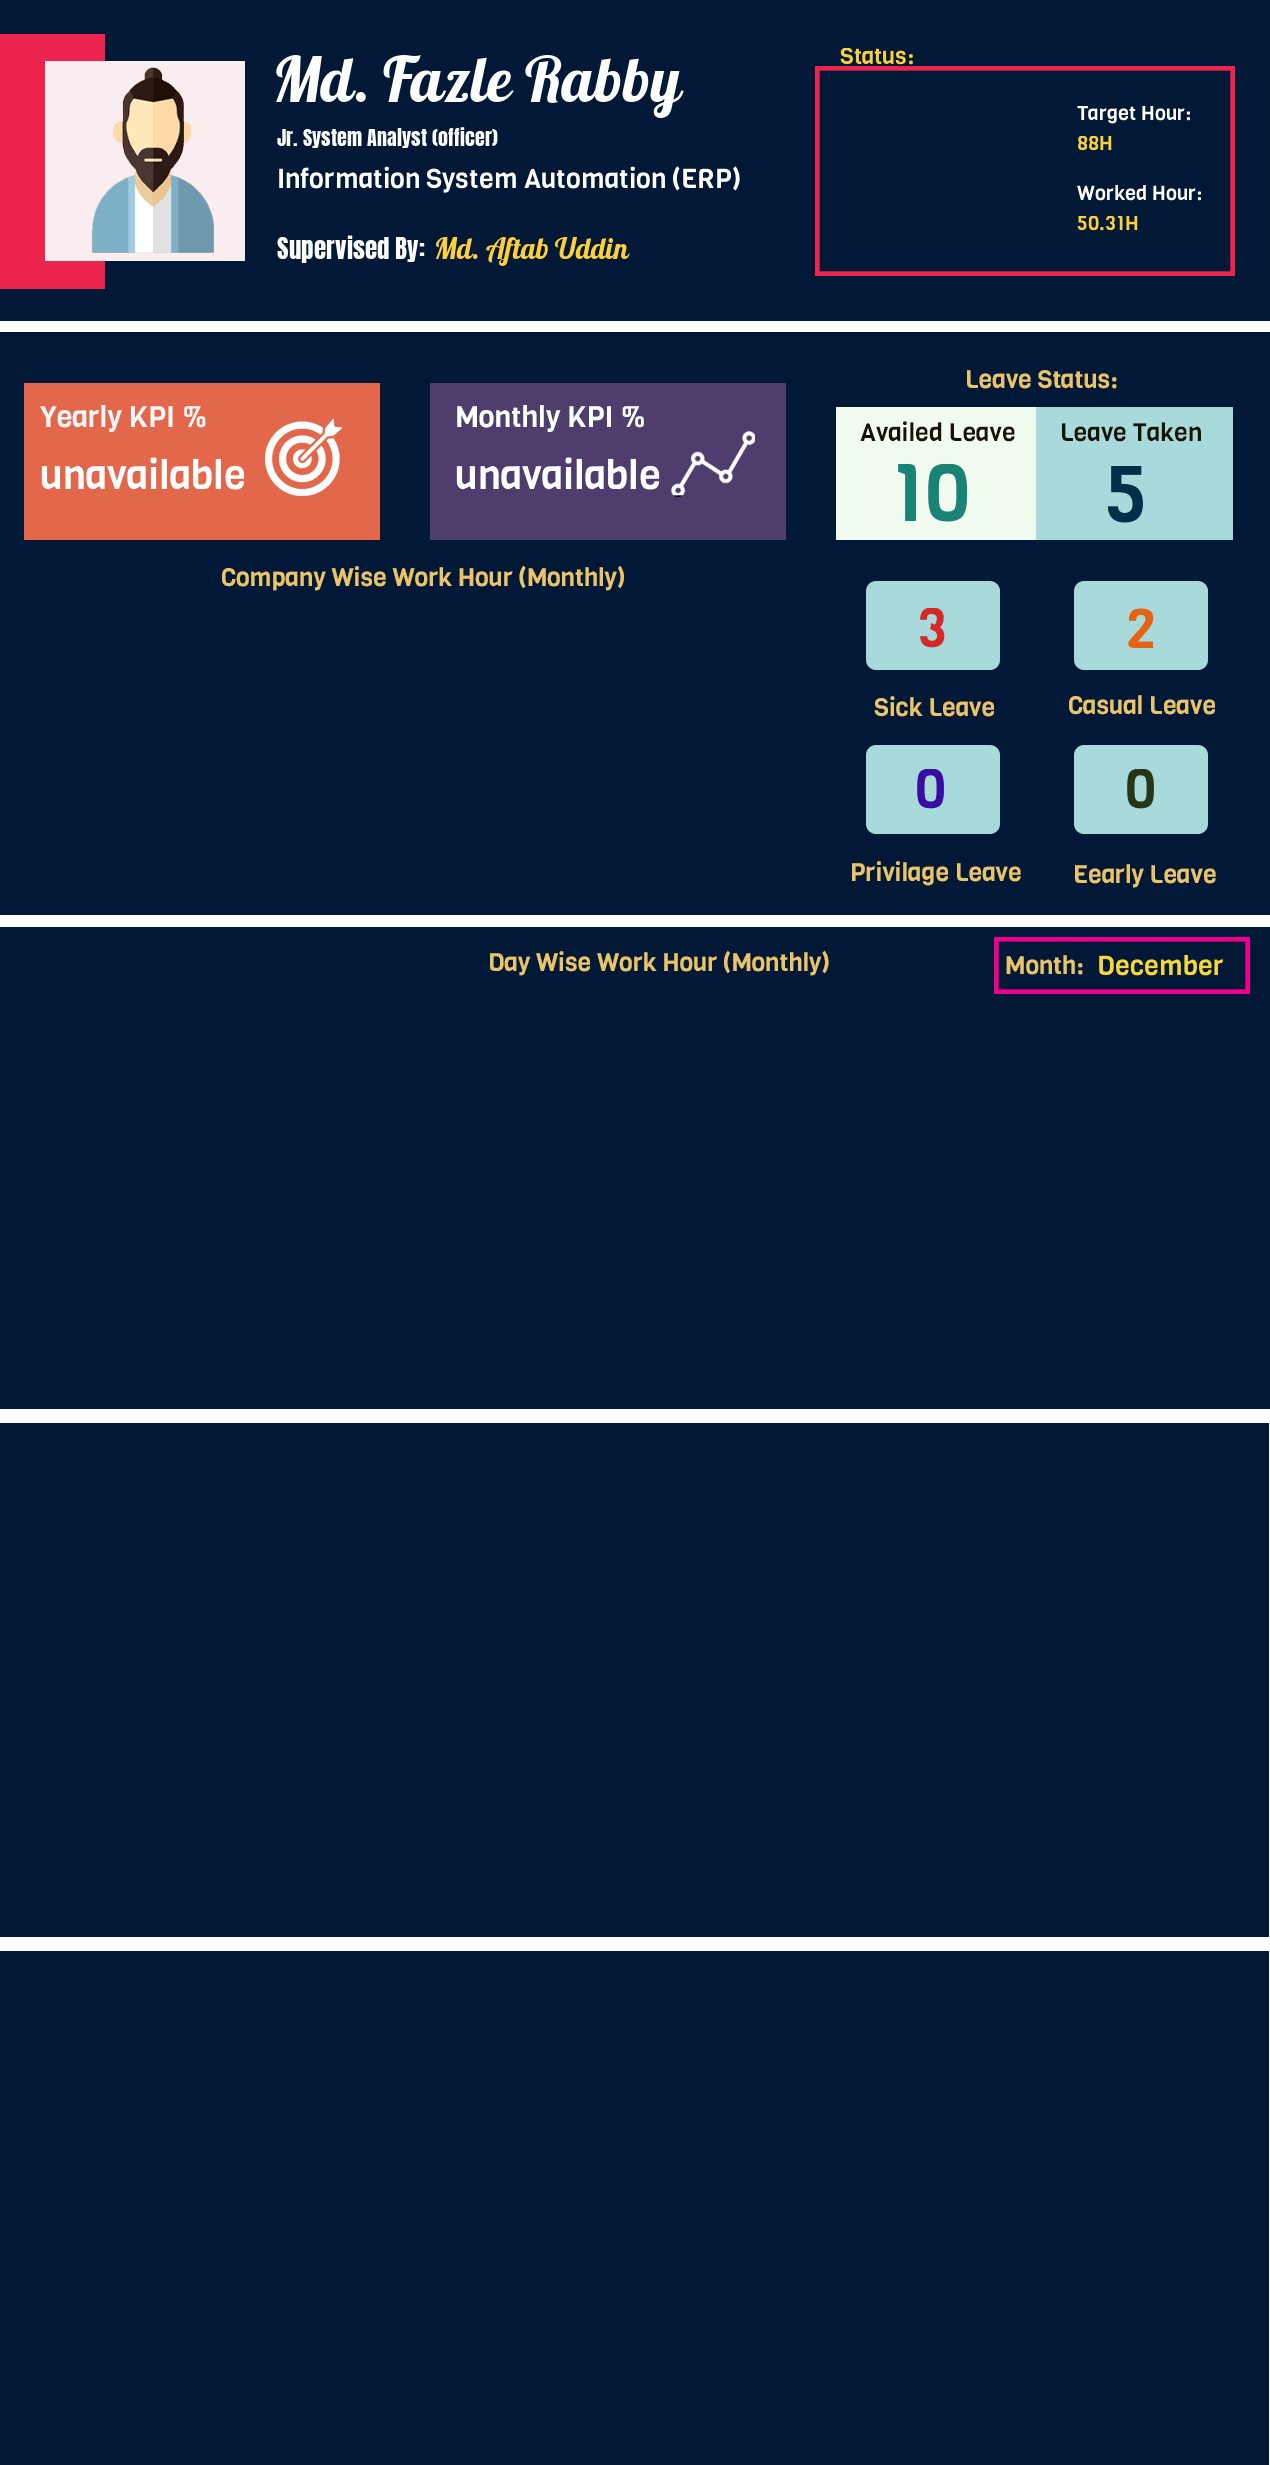 Md. Fazle Rabby
Jr. System Analyst (officer)
Information System Automation (ERP)
Supervised By: Md. Aftab Uddin
Status:
Target Hour:
88H
Worked Hour:
50.31H
Yearly KPI %
unavailable
Monthly KPI %
unavailable
Company Wise Work Hour (Monthly)
Leave Status:
Availed Leave
10
Leave Taken
5
3
Sick Leave
2
Casual Leave
0
Privilage Leave
0
Eearly Leave
Day Wise Work Hour (Monthly)
Month: December